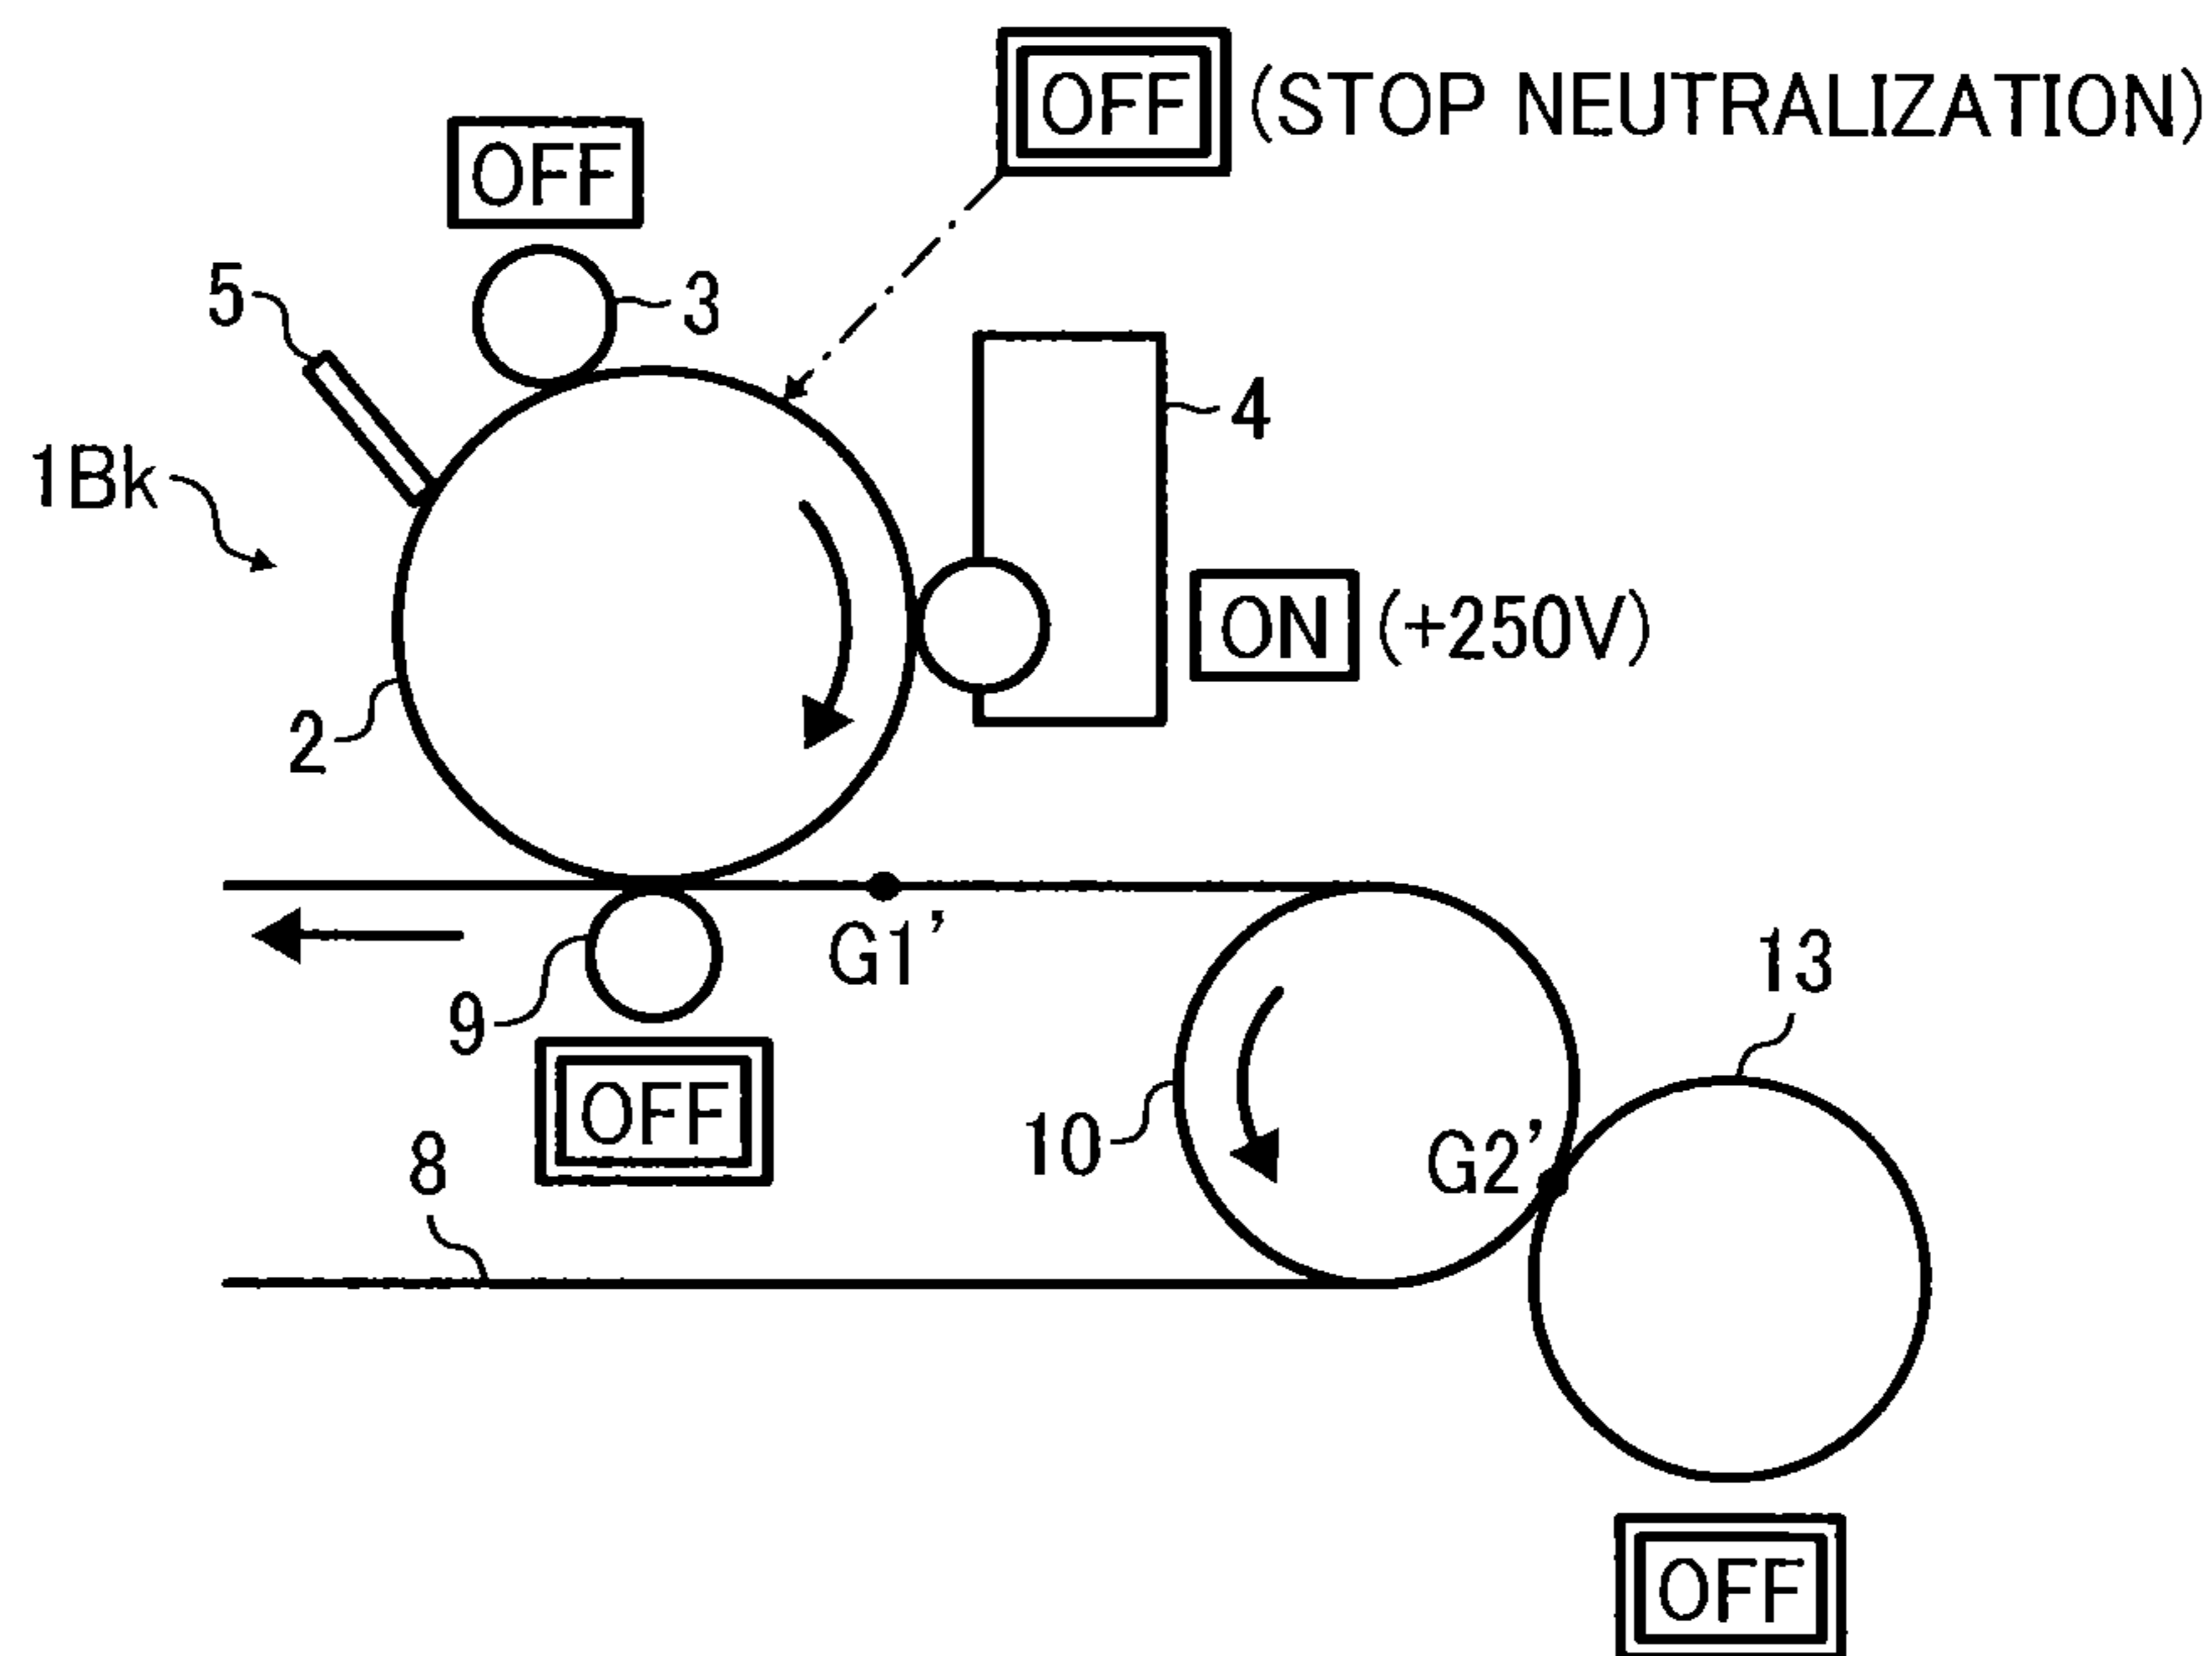 OFF (STOP NEUTRALIZATION)
OFF
5
3
4
1Bk
ON (+250V)
2
G1'
13
9
OFF
10
G2'
8
OFF